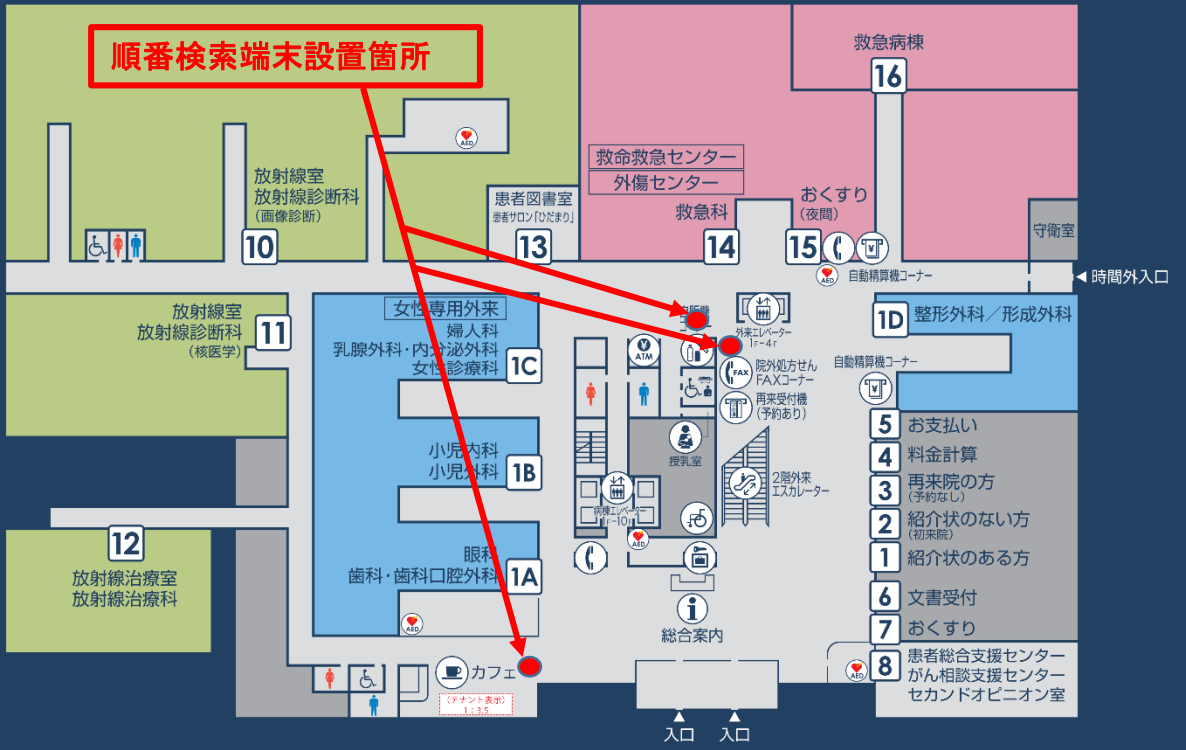 順番検索端末設置箇所
救急病棟
16
AED
救命救急センター
外傷センター
放射線室
放射線診断科
(画像診断)
10
患者図書室
患者サロン「ひだまり」
13
救急科
14
おくすり
(夜間)
15
守衛室
AED
自動精算機コーナー
時間外入口
放射線室
放射線診断科
(核医学)
11
女性専用外来
婦人科
乳腺外科・内分泌外科
女性診療科
1C
外来エレベーター
1F-4F
1D
整形外科/形成外科
ATM
院外処方せん
FAXコーナー
FAX
再来受付機
(予約あり)
自動精算機コーナー
小児内科
小児外科
1B
授乳室
2階外来
エスカレーター
病棟エレベーター
1F-10F
AED
5
お支払い
4
料金計算
3
再来院の方
(予約なし)
2
紹介状のない方
(初来院)
1
紹介状のある方
6
文書受付
7
おくすり
12
放射線治療室
放射線治療科
眼科
歯科・歯科口腔外科
1A
AED
総合案内
カフェ
(テナント表示)
1:3.5
AED
8
患者総合支援センター
がん相談支援センター
セカンドオピニオン室
入口
入口